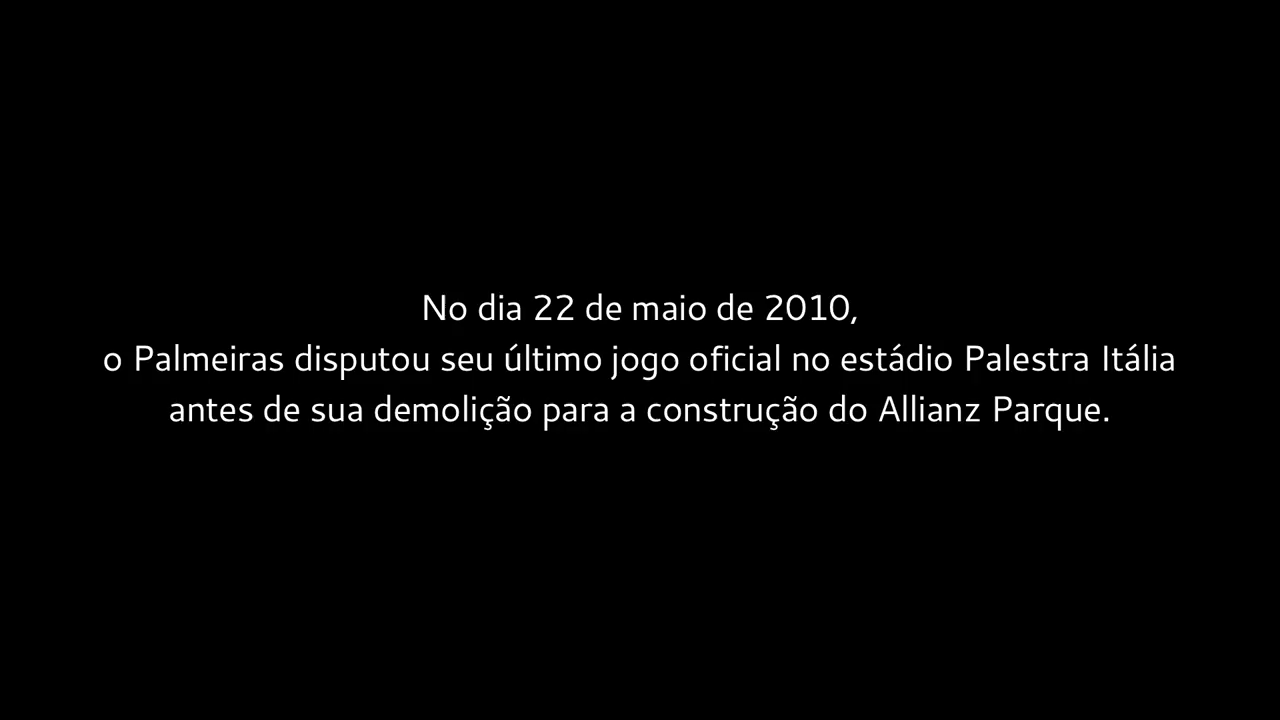 No dia 22 de maio de 2010,
o Palmeiras disputou seu último jogo oficial no estádio Palestra Itália
antes de sua demolição para a construção do Allianz Parque.